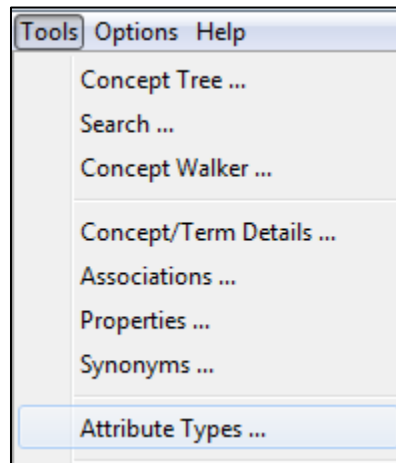 Tools Options Help
Concept Tree ...
Search ...
Concept Walker ...
Concept/Term Details ...
Associations ...
Properties ...
Synonyms ...
Attribute Types ...